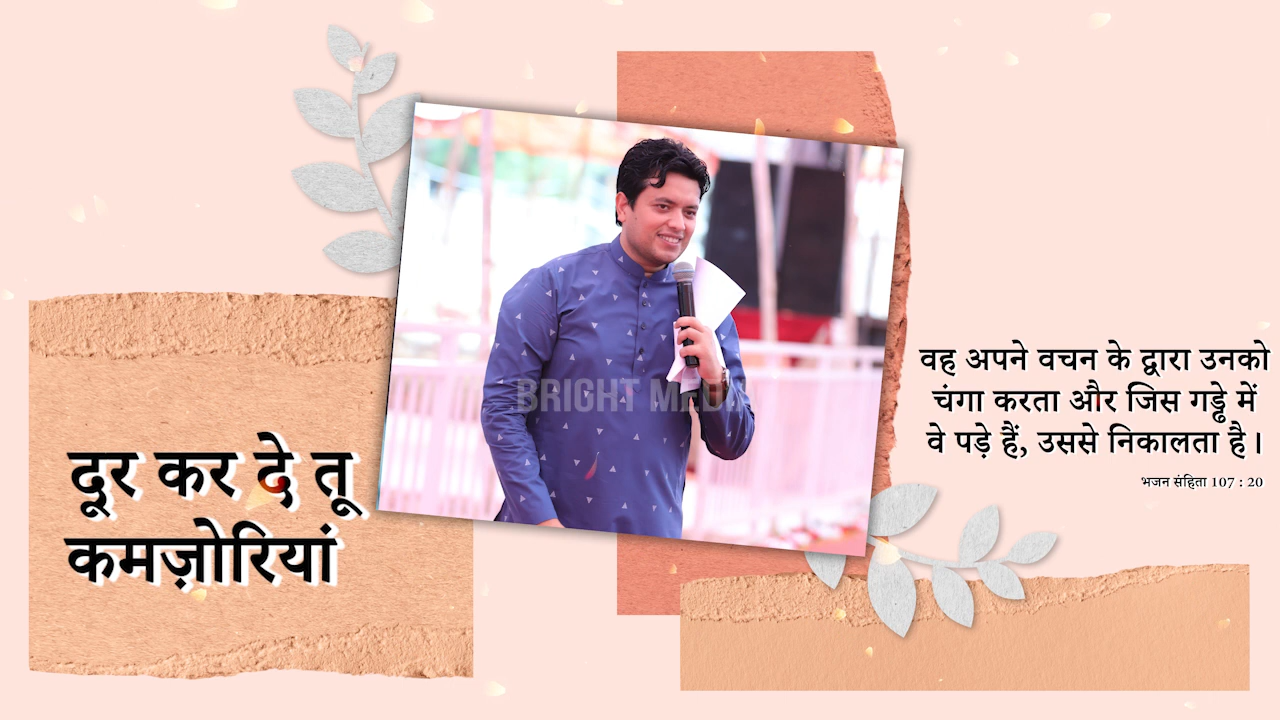 दूर कर दे तू
कमज़ोरियां
BRIGHT MEDIA
वह अपने वचन के द्वारा उनको
चंगा करता और जिस गड्ढे में
वे पड़े हैं, उससे निकालता है।
भजन संहिता 107 : 20